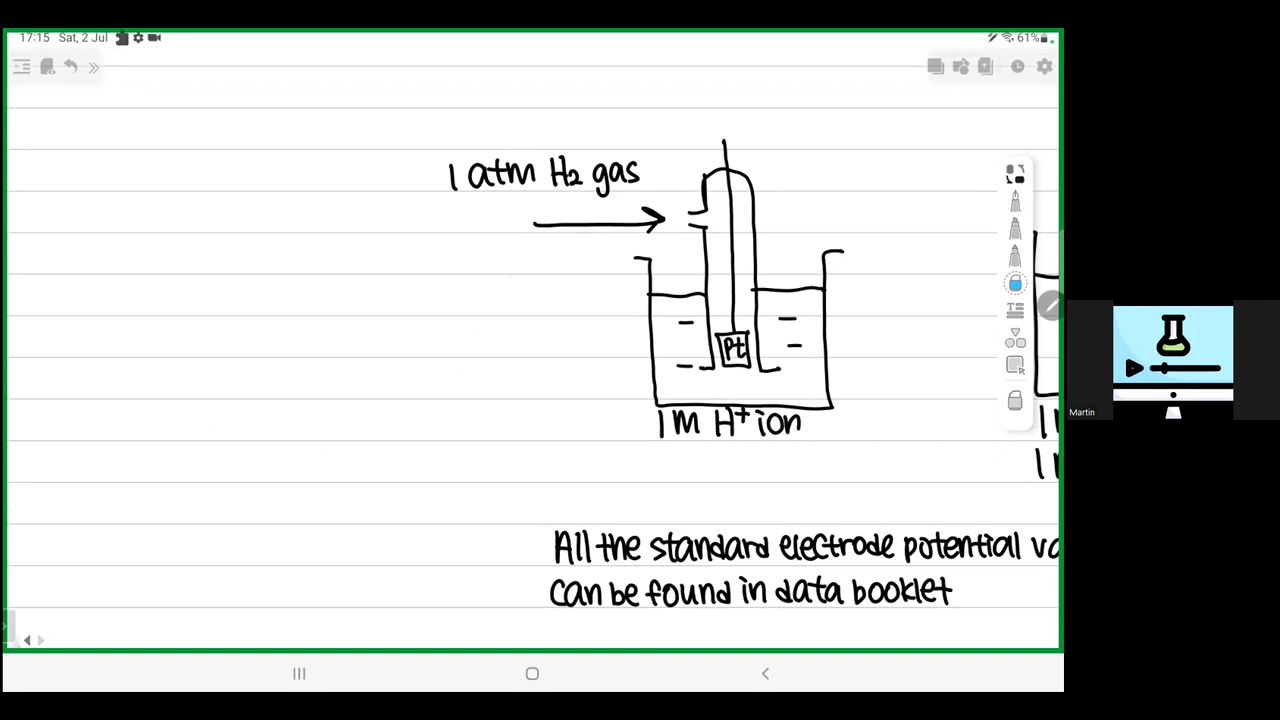 17:15 Sat, 2 Jul
61%
1 atm H₂ gas
Pt
1M H⁺ ion
All the standard electrode potential
can be found in data booklet
Martin